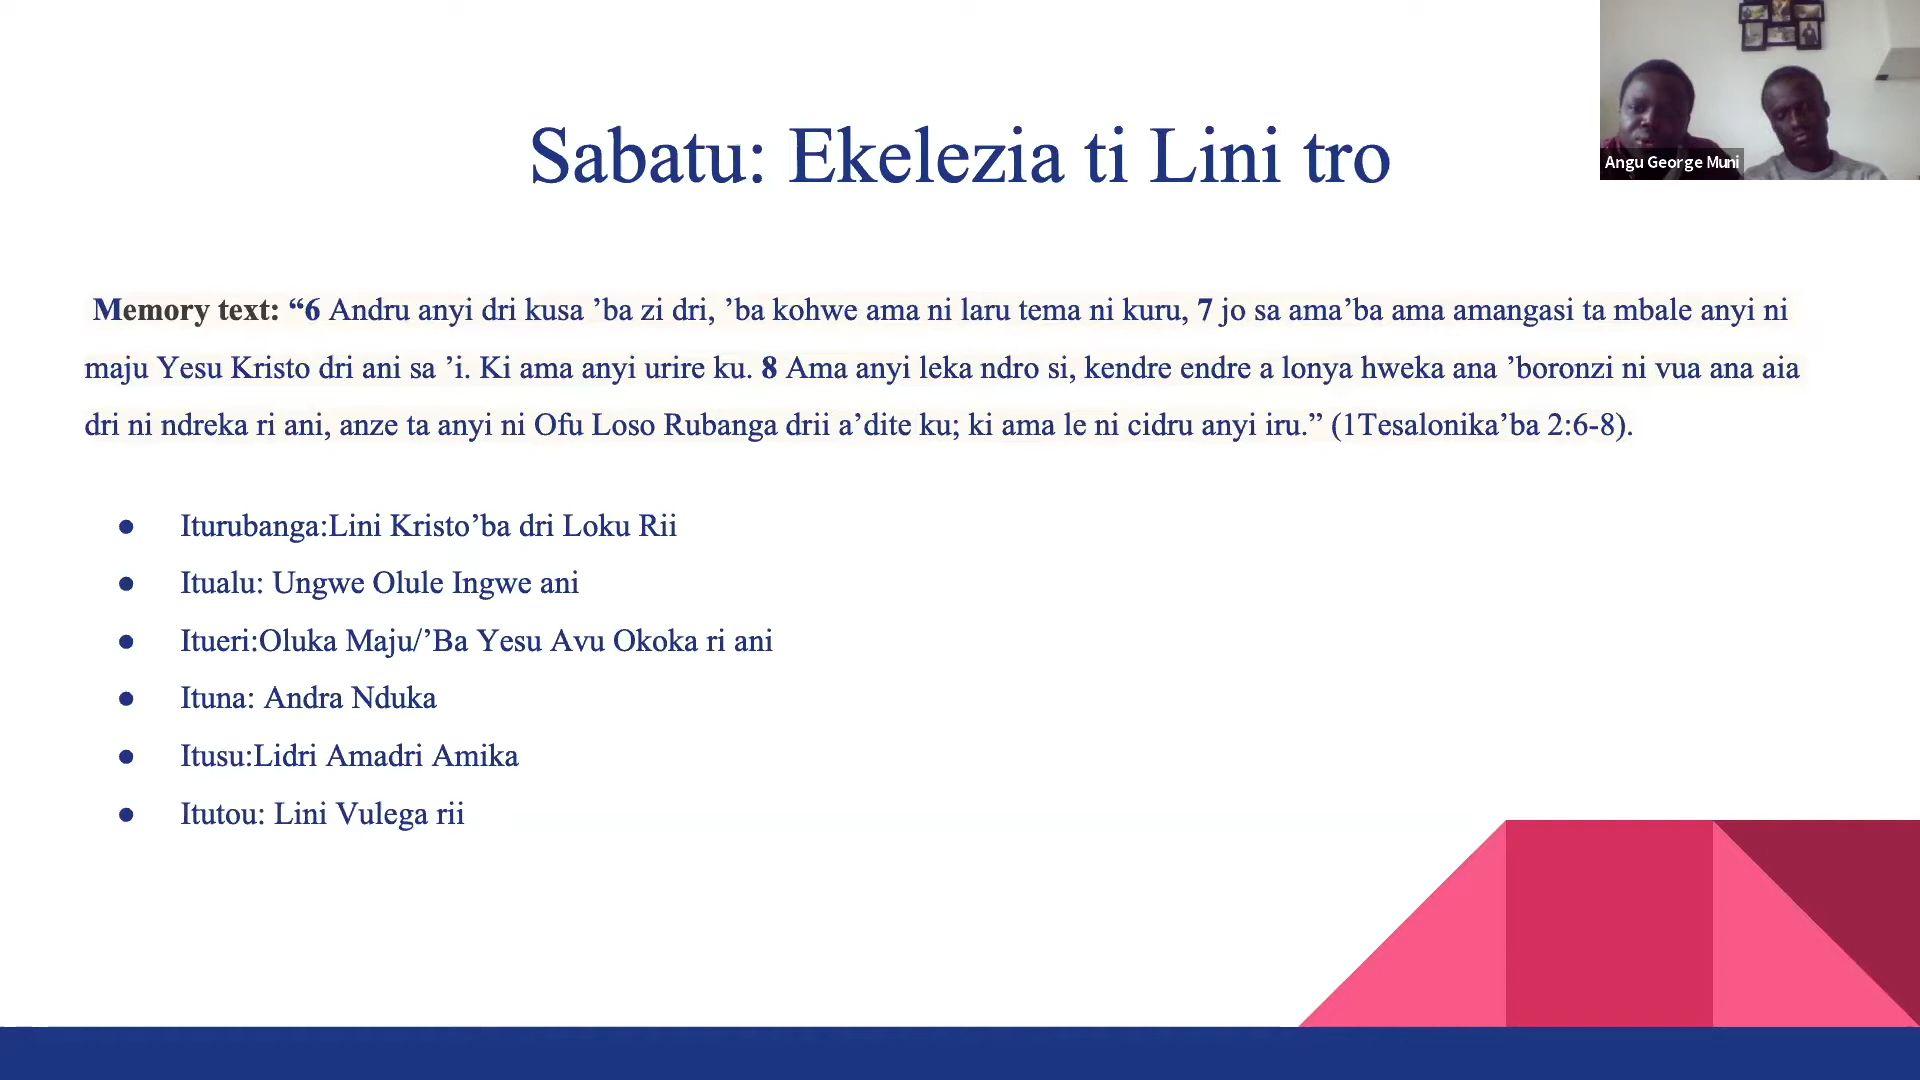 Sabatu: Ekelezia ti Lini tro
Angu George Muni
Memory text: “6 Andru anyi dri kusa ’ba zi dri, ’ba kohwe ama ni laru tema ni kuru, 7 jo sa ama’ba ama amangasi ta mbale anyi ni
maju Yesu Kristo dri ani sa ’i. Ki ama anyi urire ku. 8 Ama anyi leka ndro si, kendre endre a lonya hweka ana ’boronzi ni vua ana aia
dri ni ndreka ri ani, anze ta anyi ni Ofu Loso Rubanga drii a’dite ku; ki ama le ni cidru anyi iru.” (1Tesalonika’ba 2:6-8).
● Iturubanga:Lini Kristo’ba dri Loku Rii
● Itualu: Ungwe Olule Ingwe ani
● Itueri:Oluka Maju/’Ba Yesu Avu Okoka ri ani
● Ituna: Andra Nduka
● Itusu:Lidri Amadri Amika
● Itutou: Lini Vulega rii